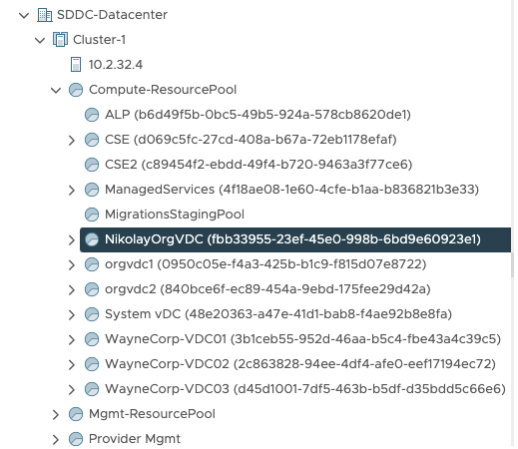 SDDC-Datacenter
Cluster-1
10.2.32.4
Compute-ResourcePool
ALP (b6d49f5b-0bc5-49b5-924a-578cb8620de1)
CSE (d069c5fc-27cd-408a-b67a-72eb1178efaf)
CSE2 (c89454f2-ebdd-49f4-b720-9463a3f77ce6)
ManagedServices (4f18ae08-1e60-4cfe-b1aa-b836821b3e33)
MigrationsStagingPool
NikolayOrgVDC (fbb33955-23ef-45e0-998b-6bd9e60923e1)
orgvdc1 (0950c05e-f4a3-425b-b1c9-f815d07e8722)
orgvdc2 (840bce6f-ec89-454a-9ebd-175fee29d42a)
System vDC (48e20363-a47e-41d1-bab8-f4ae92b8e8fa)
WayneCorp-VDC01 (3b1ceb55-952d-46aa-b5c4-fbe43a4c39c5)
WayneCorp-VDC02 (2c863828-94ee-4df4-afe0-eef17194ec72)
WayneCorp-VDC03 (d45d1001-7df5-463b-b5df-d35bdd5c66e6)
Mgmt-ResourcePool
Provider Mgmt